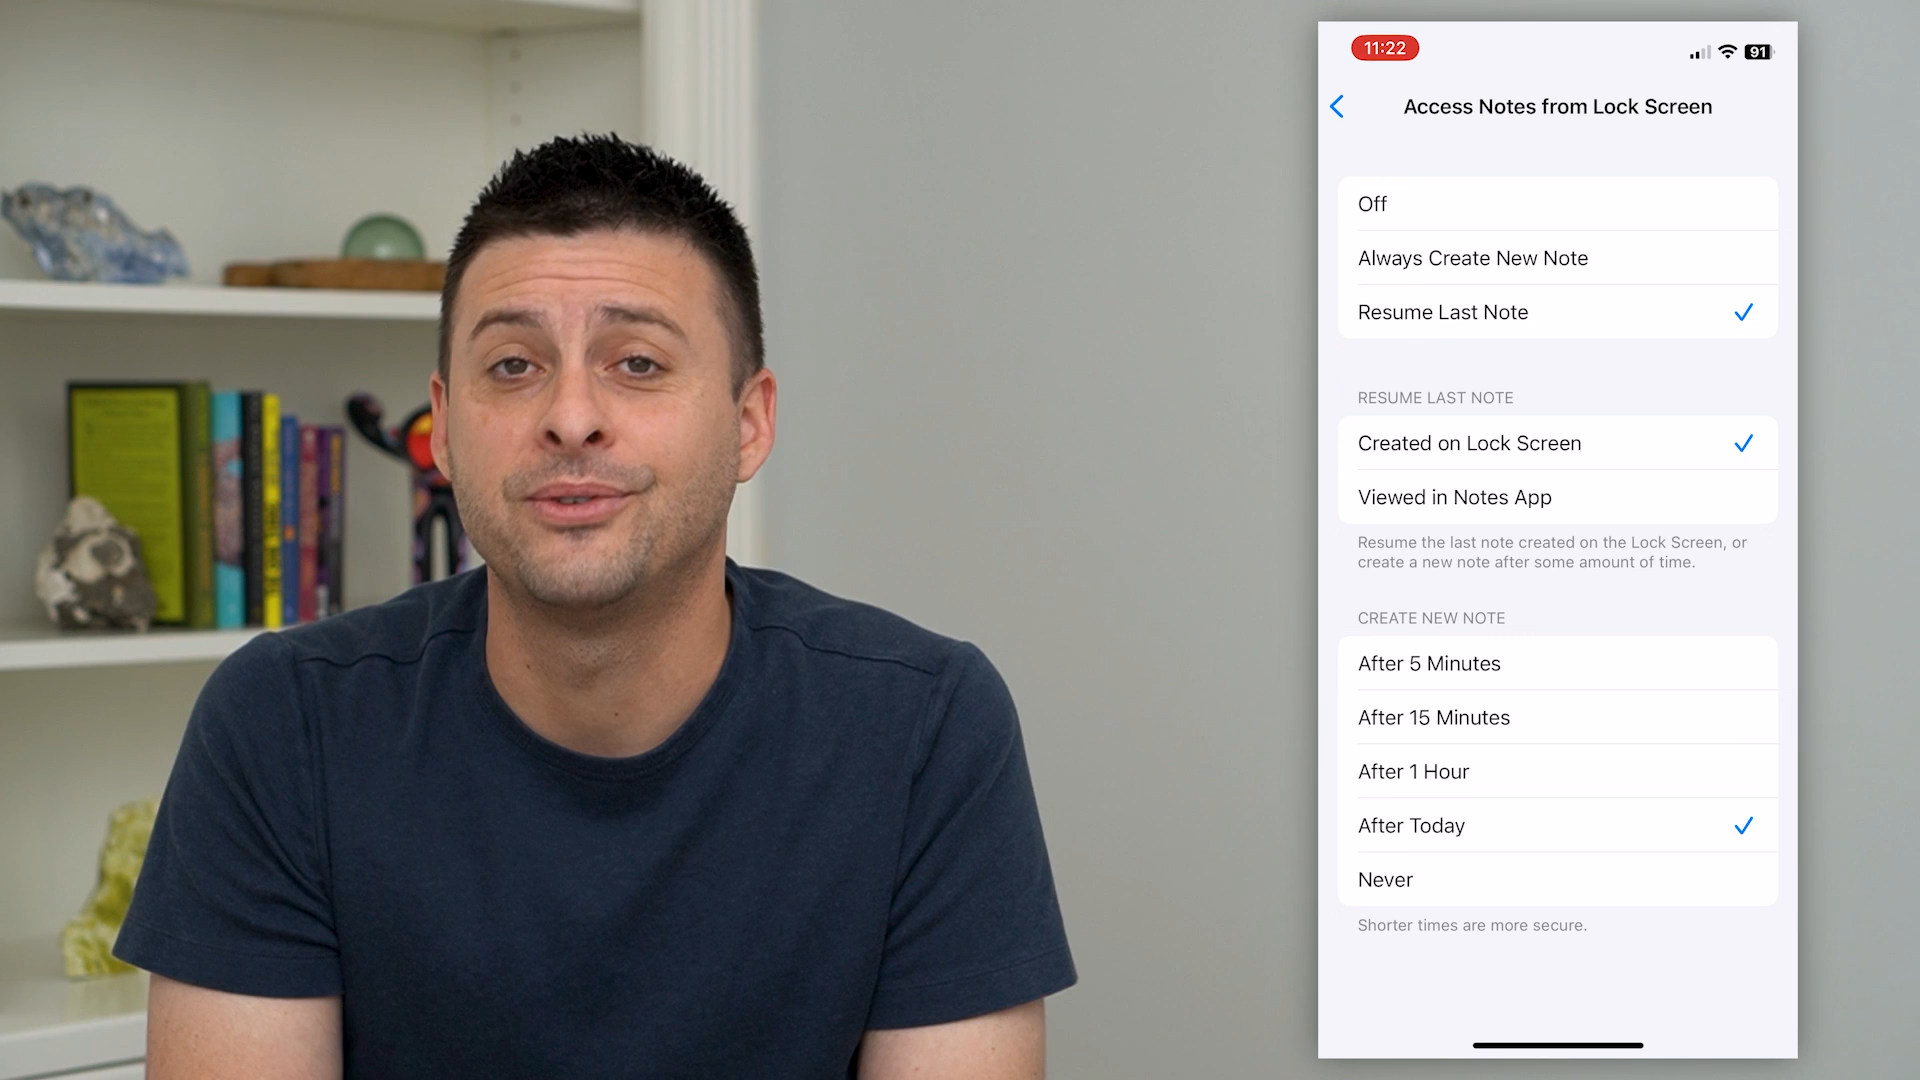 11:22
91
Access Notes from Lock Screen
Off
Always Create New Note
Resume Last Note
RESUME LAST NOTE
Created on Lock Screen
Viewed in Notes App
Resume the last note created on the Lock Screen, or
create a new note after some amount of time.
CREATE NEW NOTE
After 5 Minutes
After 15 Minutes
After 1 Hour
After Today
Never
Shorter times are more secure.